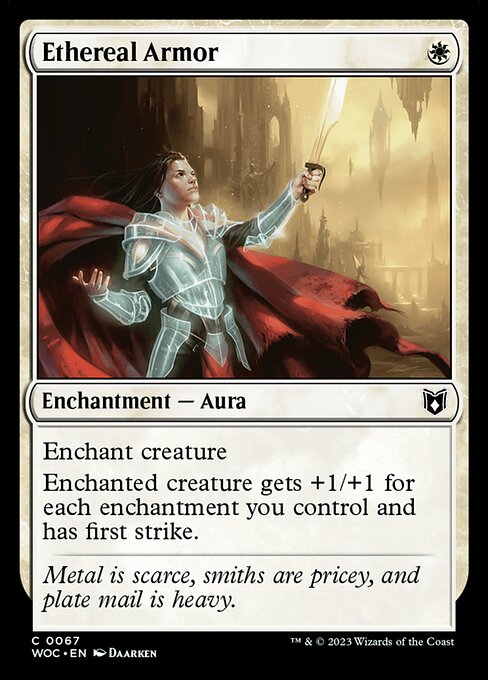 Ethereal Armor
Enchantment — Aura
Enchant creature
Enchanted creature gets +1/+1 for
each enchantment you control and
has first strike.
Metal is scarce, smiths are pricey, and
plate mail is heavy.
C 0067
WOC • EN DAARKEN
™ & © 2023 Wizards of the Coast